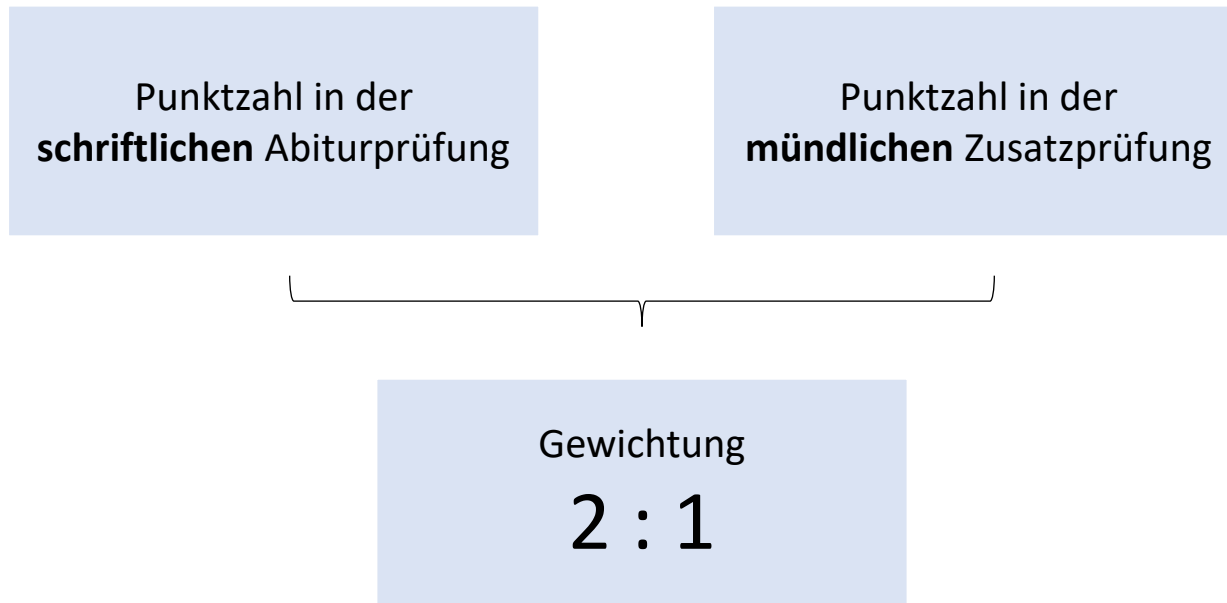 Punktzahl in der
schriftlichen Abiturprüfung
Punktzahl in der
mündlichen Zusatzprüfung
Gewichtung
2 : 1